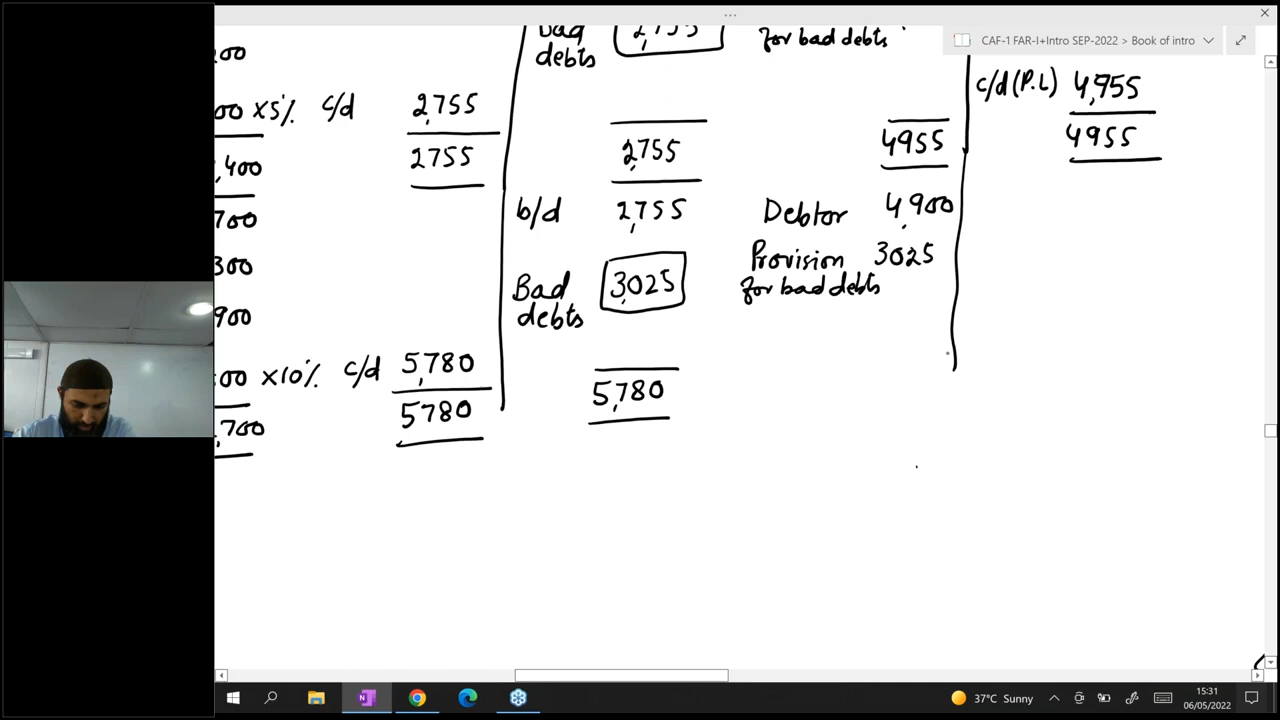 CAF-1 FAR-I+Intro SEP-2022 > Book of intro
debts 2,755 for bad debts
00
c/d (P.L) 4,955
00 x5% c/d 2,755
,400 2755 2,755 4955 4955
700 b/d 2,755 Debtor 4,900
300 Bad debts 3,025 Provision for bad debts 3025
900
00 x10% c/d 5,780
,700 5780 5,780
37°C Sunny
15:31
06/05/2022